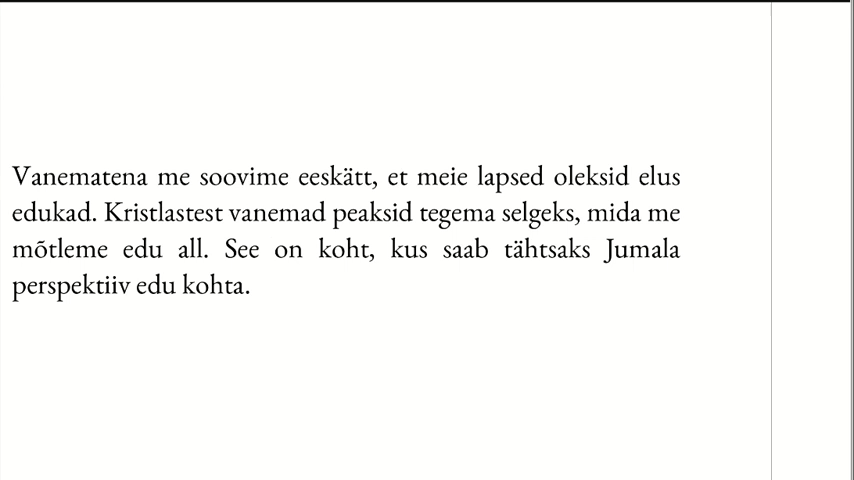 Vanematena me soovime eeskätt, et meie lapsed oleksid elus
edukad. Kristlastest vanemad peaksid tegema selgeks, mida me
mõtleme edu all. See on koht, kus saab tähtsaks Jumala
perspektiiv edu kohta.